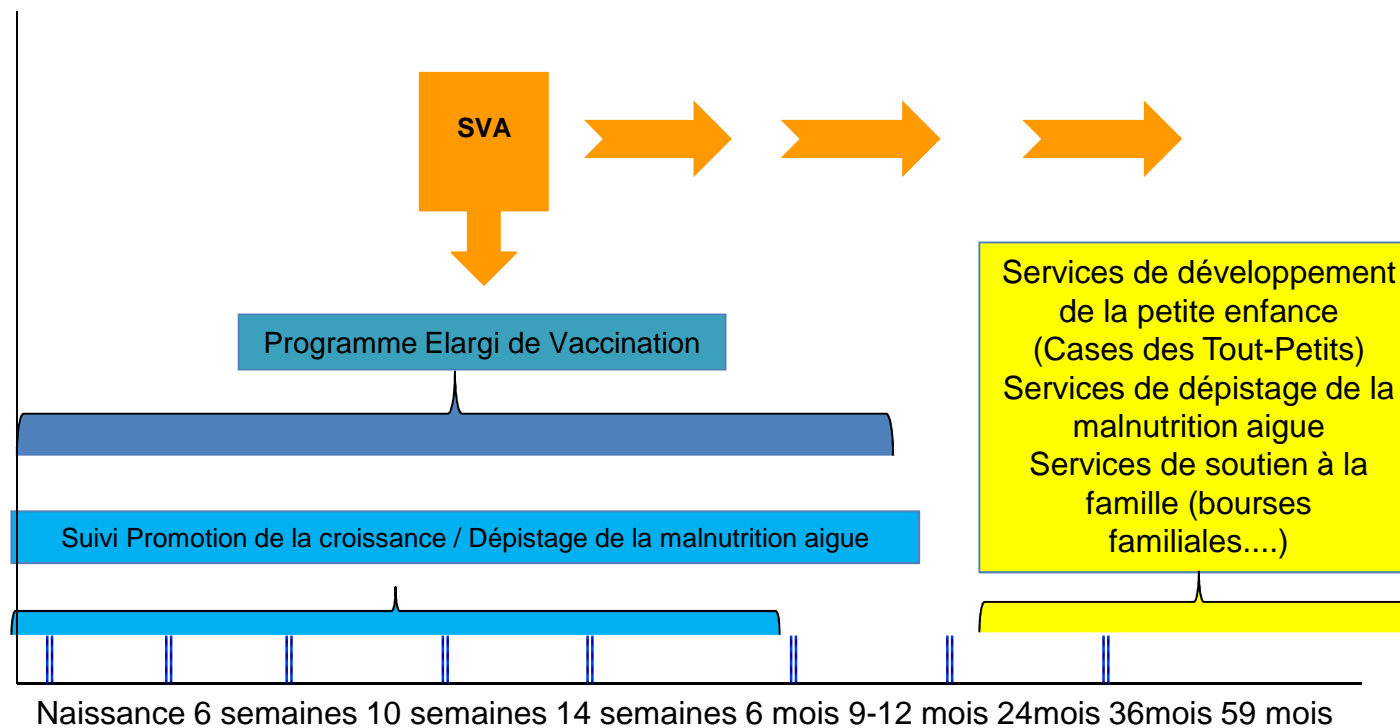 SVA
Programme Elargi de Vaccination
Services de développement
de la petite enfance
(Cases des Tout-Petits)
Services de dépistage de la
malnutrition aigue
Services de soutien à la
famille (bourses
familiales....)
Suivi Promotion de la croissance / Dépistage de la malnutrition aigue
Naissance 6 semaines 10 semaines 14 semaines 6 mois 9-12 mois 24mois 36mois 59 mois